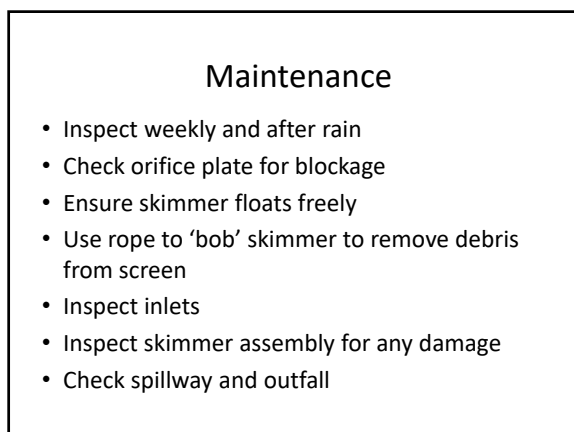 Maintenance
• Inspect weekly and after rain
• Check orifice plate for blockage
• Ensure skimmer floats freely
• Use rope to ‘bob’ skimmer to remove debris
from screen
• Inspect inlets
• Inspect skimmer assembly for any damage
• Check spillway and outfall